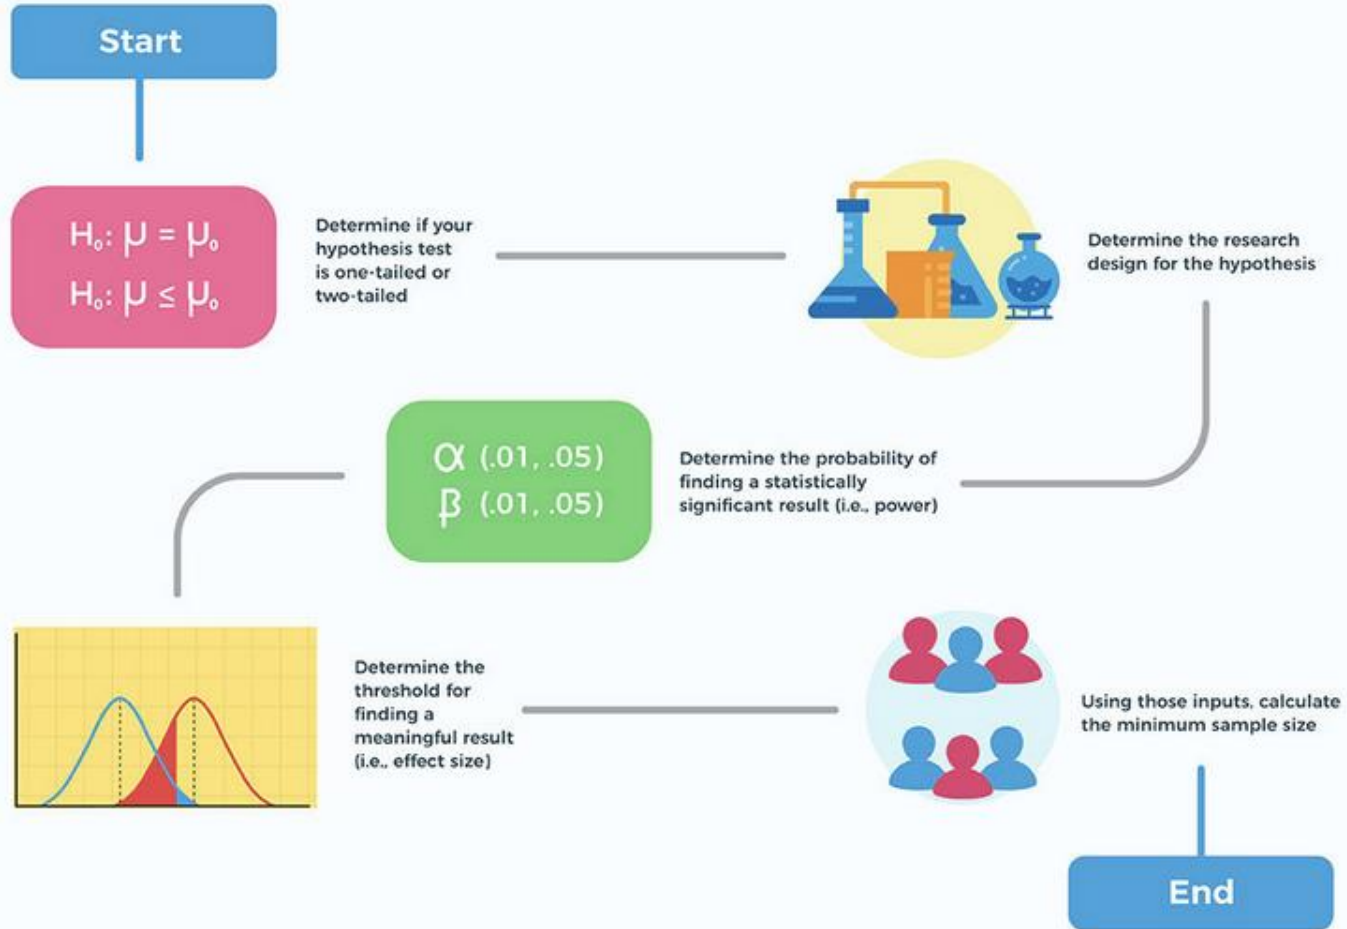 Start
H₀: μ = μ₀
H₀: μ ≤ μ₀
Determine if your
hypothesis test
is one-tailed or
two-tailed
Determine the research
design for the hypothesis
α (.01, .05)
β (.01, .05)
Determine the probability of
finding a statistically
significant result (i.e., power)
Determine the
threshold for
finding a
meaningful result
(i.e., effect size)
Using those inputs, calculate
the minimum sample size
End